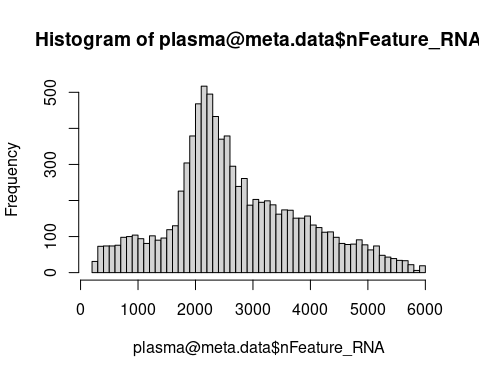 Histogram of plasma@meta.data$nFeature_RNA
Frequency
500
300
100
0
0 1000 2000 3000 4000 5000 6000
plasma@meta.data$nFeature_RNA